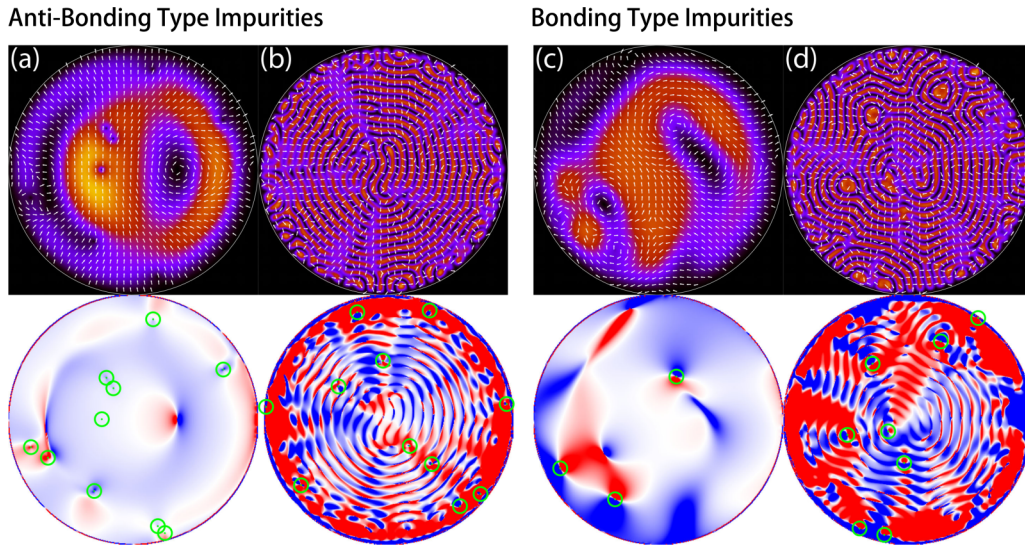 Anti-Bonding Type Impurities
Bonding Type Impurities
(a)
(b)
(c)
(d)